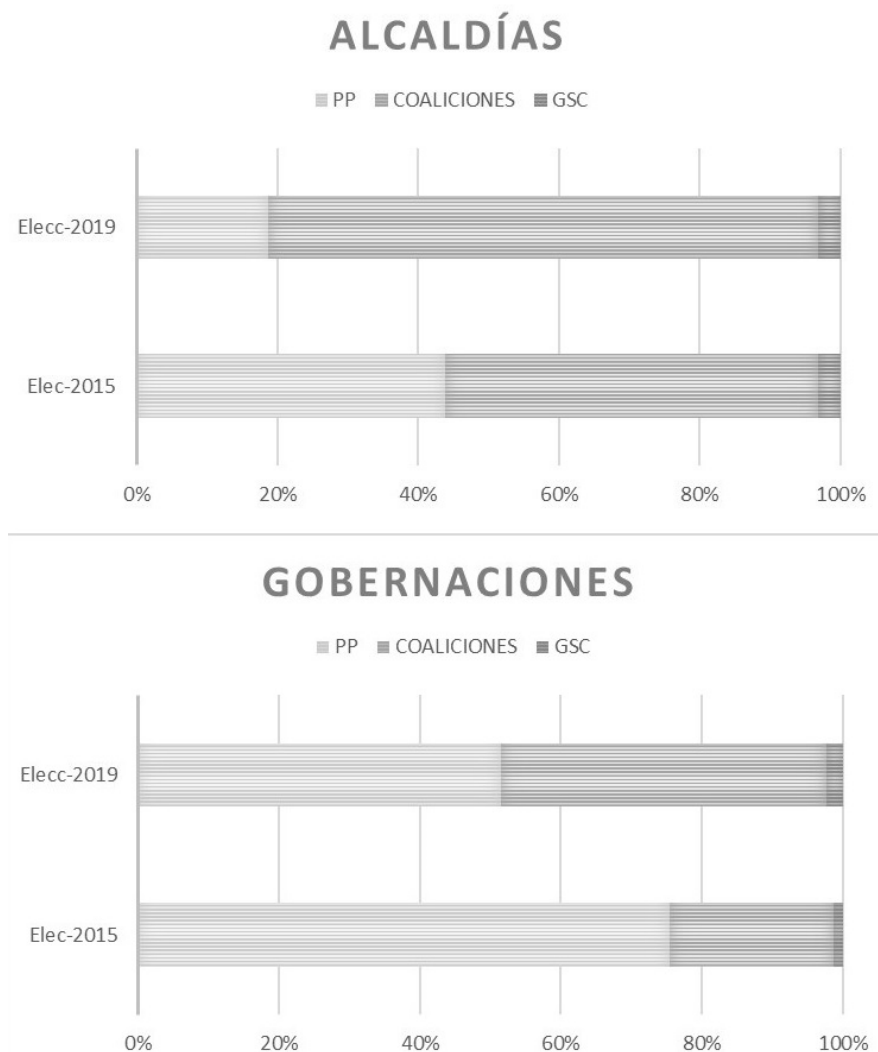 ALCALDÍAS
PP COALICIONES GSC
Elecc-2019
Elec-2015
0% 20% 40% 60% 80% 100%
GOBERNACIONES
PP COALICIONES GSC
Elecc-2019
Elec-2015
0% 20% 40% 60% 80% 100%